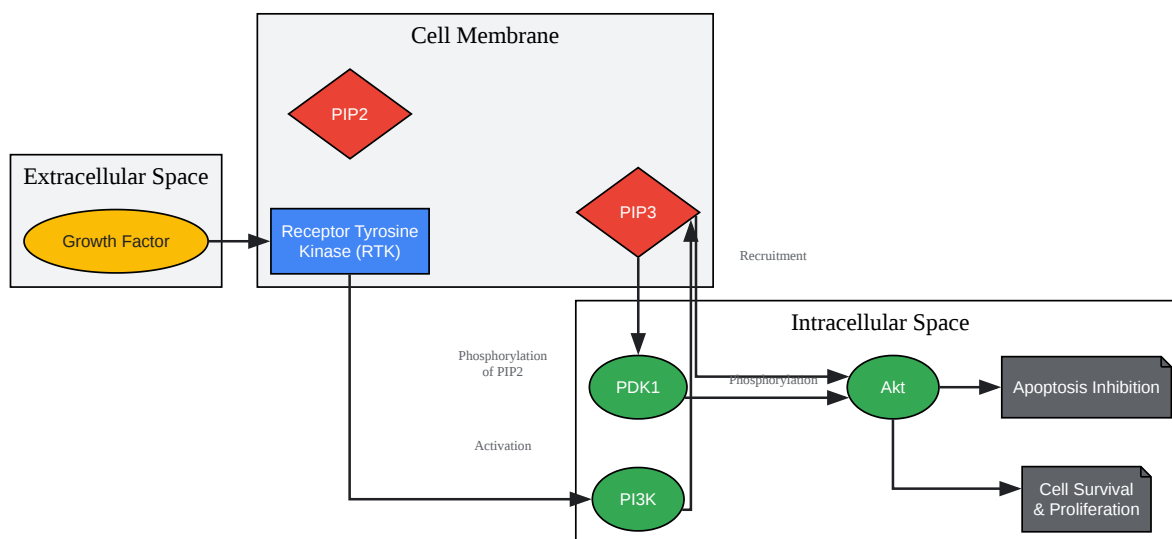 Cell Membrane
PIP2
Extracellular Space
Growth Factor
Receptor Tyrosine
Kinase (RTK)
PIP3
Recruitment
Intracellular Space
Phosphorylation
of PIP2
PDK1
Phosphorylation
Akt
Apoptosis Inhibition
Activation
PI3K
Cell Survival
& Proliferation